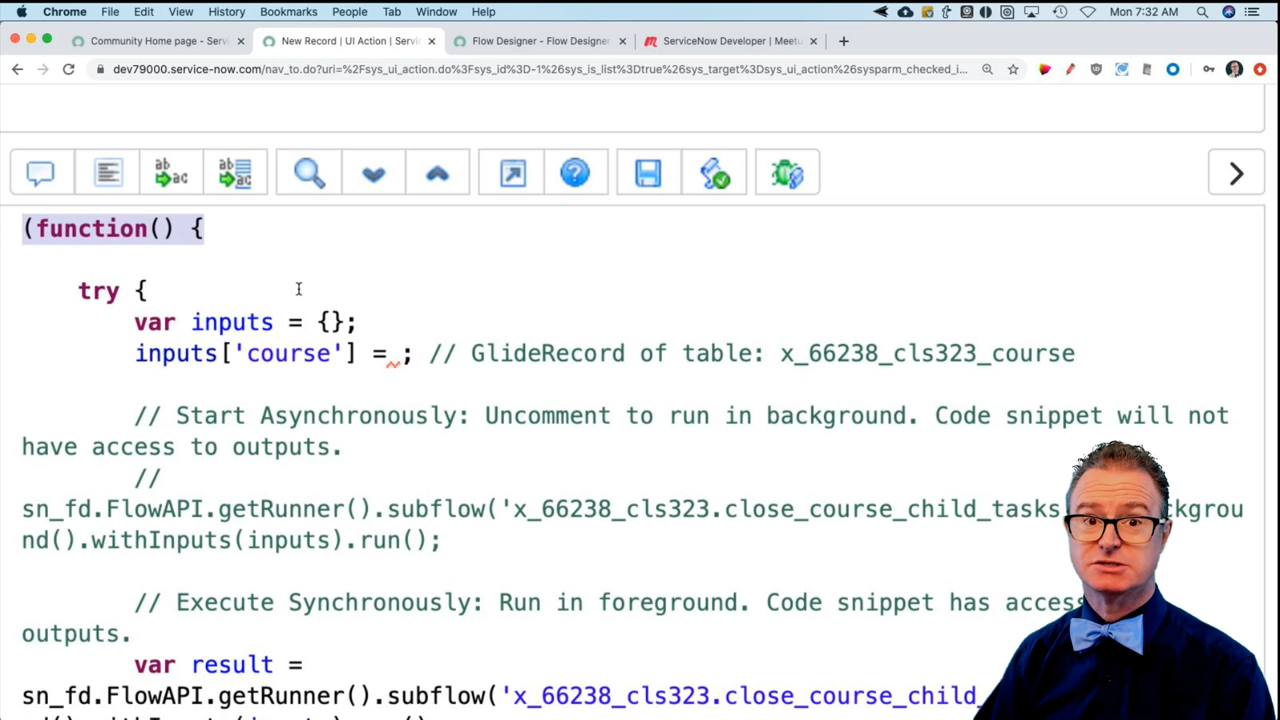 Chrome File Edit View History Bookmarks People Tab Window Help Mon 7:32 AM
Community Home page - Servi New Record | UI Action | Servi Flow Designer - Flow Designer ServiceNow Developer | Meetu
dev79000.service-now.com/nav_to.do?uri=%2Fsys_ui_action.do%3Fsys_id%3D-1%26sys_is_list%3Dtrue%26sys_target%3Dsys_ui_action%26sysparm_checked_i...
(function() {
try {
var inputs = {};
inputs['course'] = ; // GlideRecord of table: x_66238_cls323_course
// Start Asynchronously: Uncomment to run in background. Code snippet will not
have access to outputs.
//
sn_fd.FlowAPI.getRunner().subflow('x_66238_cls323.close_course_child_tasks kgrou
nd().withInputs(inputs).run();
// Execute Synchronously: Run in foreground. Code snippet has access
outputs.
var result =
sn_fd.FlowAPI.getRunner().subflow('x_66238_cls323.close_course_child_